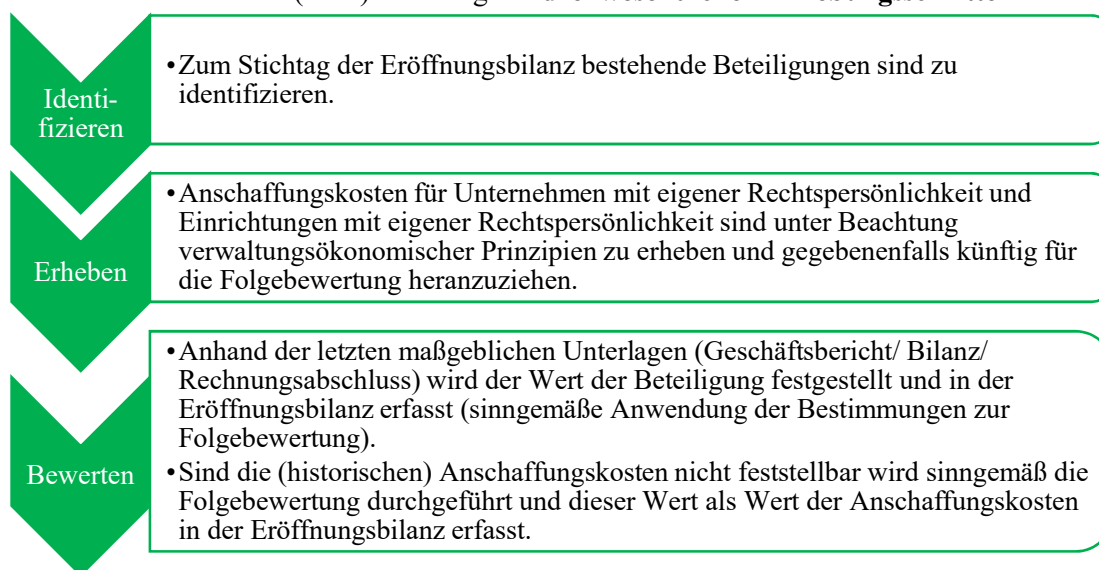 Identi-
fizieren
•Zum Stichtag der Eröffnungsbilanz bestehende Beteiligungen sind zu
identifizieren.
Erheben
•Anschaffungskosten für Unternehmen mit eigener Rechtspersönlichkeit und
Einrichtungen mit eigener Rechtspersönlichkeit sind unter Beachtung
verwaltungsökonomischer Prinzipien zu erheben und gegebenenfalls künftig für
die Folgebewertung heranzuziehen.
Bewerten
•Anhand der letzten maßgeblichen Unterlagen (Geschäftsbericht/ Bilanz/
Rechnungsabschluss) wird der Wert der Beteiligung festgestellt und in der
Eröffnungsbilanz erfasst (sinngemäße Anwendung der Bestimmungen zur
Folgebewertung).
•Sind die (historischen) Anschaffungskosten nicht feststellbar wird sinngemäß die
Folgebewertung durchgeführt und dieser Wert als Wert der Anschaffungskosten
in der Eröffnungsbilanz erfasst.